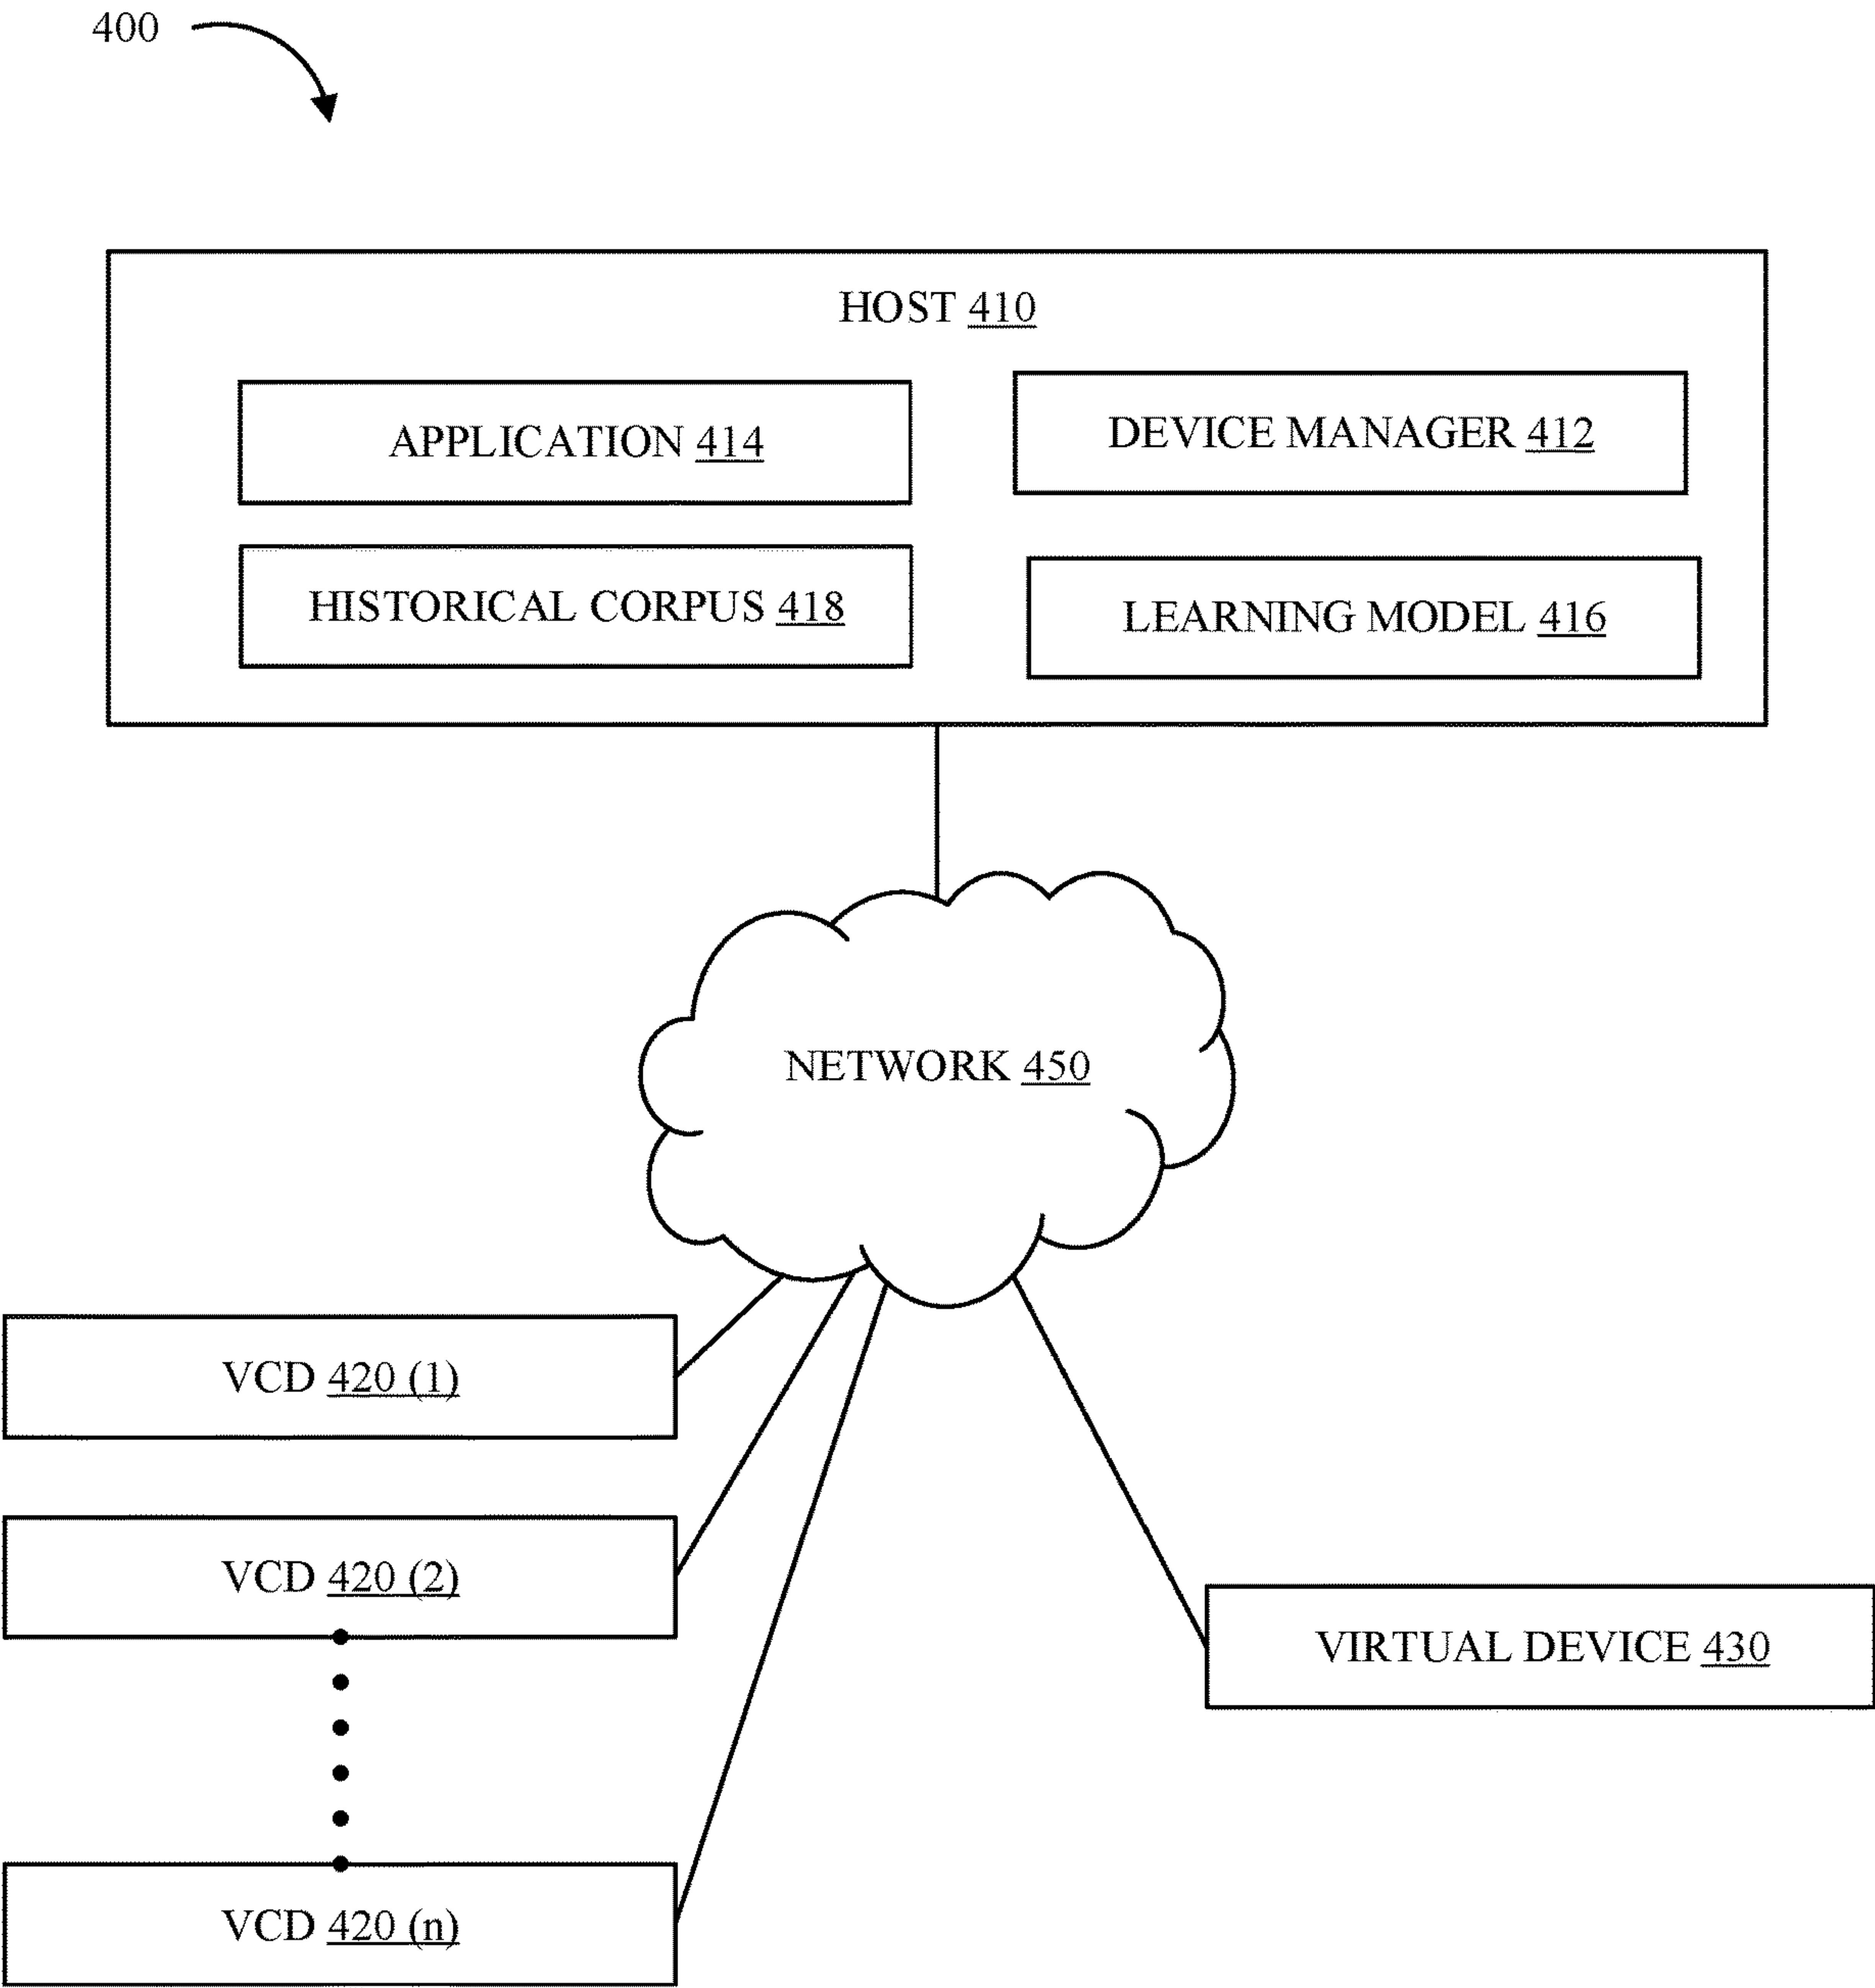 400
HOST 410
APPLICATION 414
DEVICE MANAGER 412
HISTORICAL CORPUS 418
LEARNING MODEL 416
NETWORK 450
VCD 420 (1)
VCD 420 (2)
VIRTUAL DEVICE 430
VCD 420 (n)